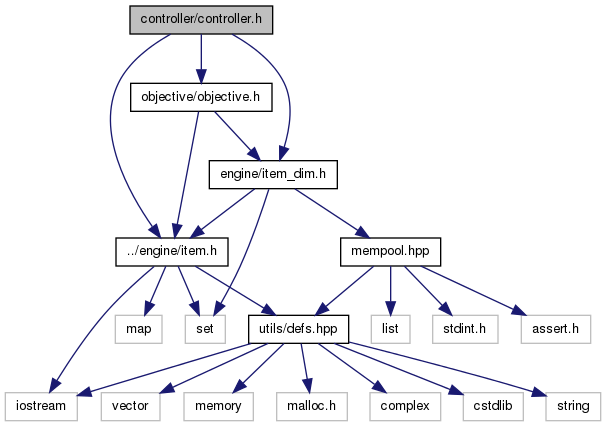 controller/controller.h
objective/objective.h
engine/item_dim.h
../engine/item.h
mempool.hpp
map
set
utils/defs.hpp
list
stdint.h
assert.h
iostream
vector
memory
malloc.h
complex
cstdlib
string